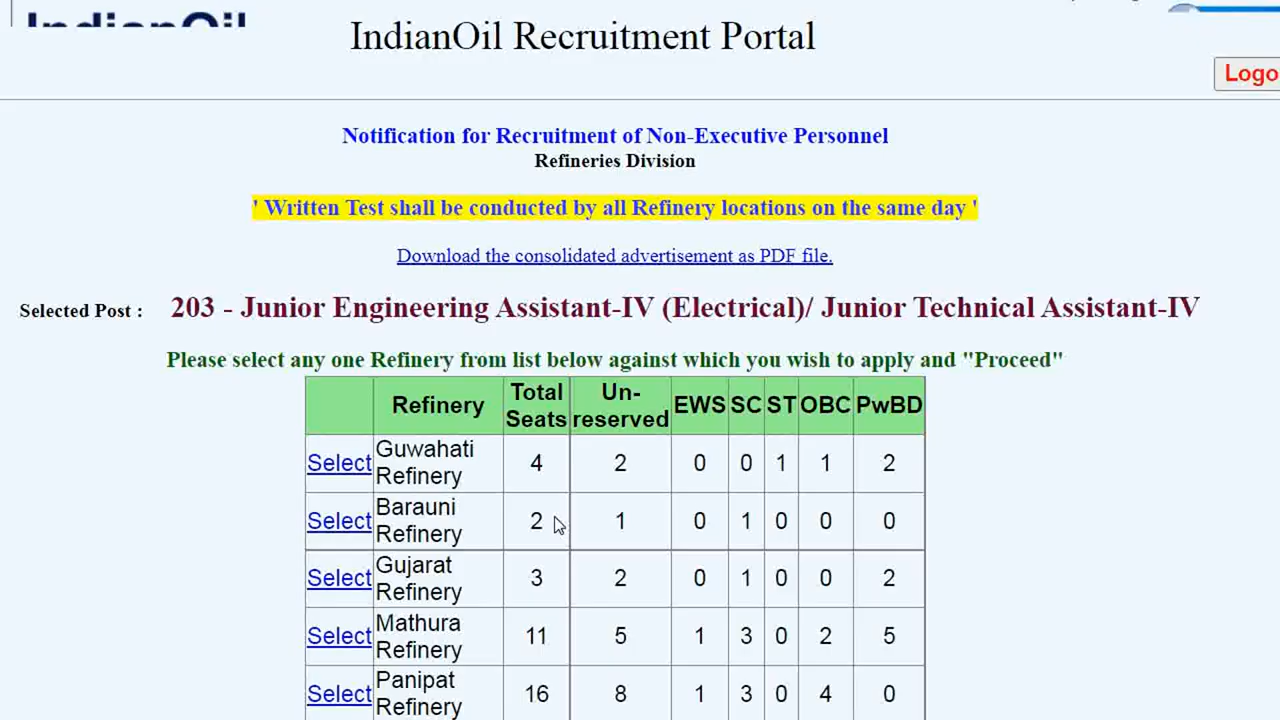 IndianOil
IndianOil Recruitment Portal
Logo
Notification for Recruitment of Non-Executive Personnel
Refineries Division
' Written Test shall be conducted by all Refinery locations on the same day '
Download the consolidated advertisement as PDF file.
Selected Post : 203 - Junior Engineering Assistant-IV (Electrical)/ Junior Technical Assistant-IV
Please select any one Refinery from list below against which you wish to apply and "Proceed"
Refinery Total Seats Un-reserved EWS SC ST OBC PwBD
Select Guwahati Refinery 4 2 0 0 1 1 2
Select Barauni Refinery 2 1 0 1 0 0 0
Select Gujarat Refinery 3 2 0 1 0 0 2
Select Mathura Refinery 11 5 1 3 0 2 5
Select Panipat Refinery 16 8 1 3 0 4 0